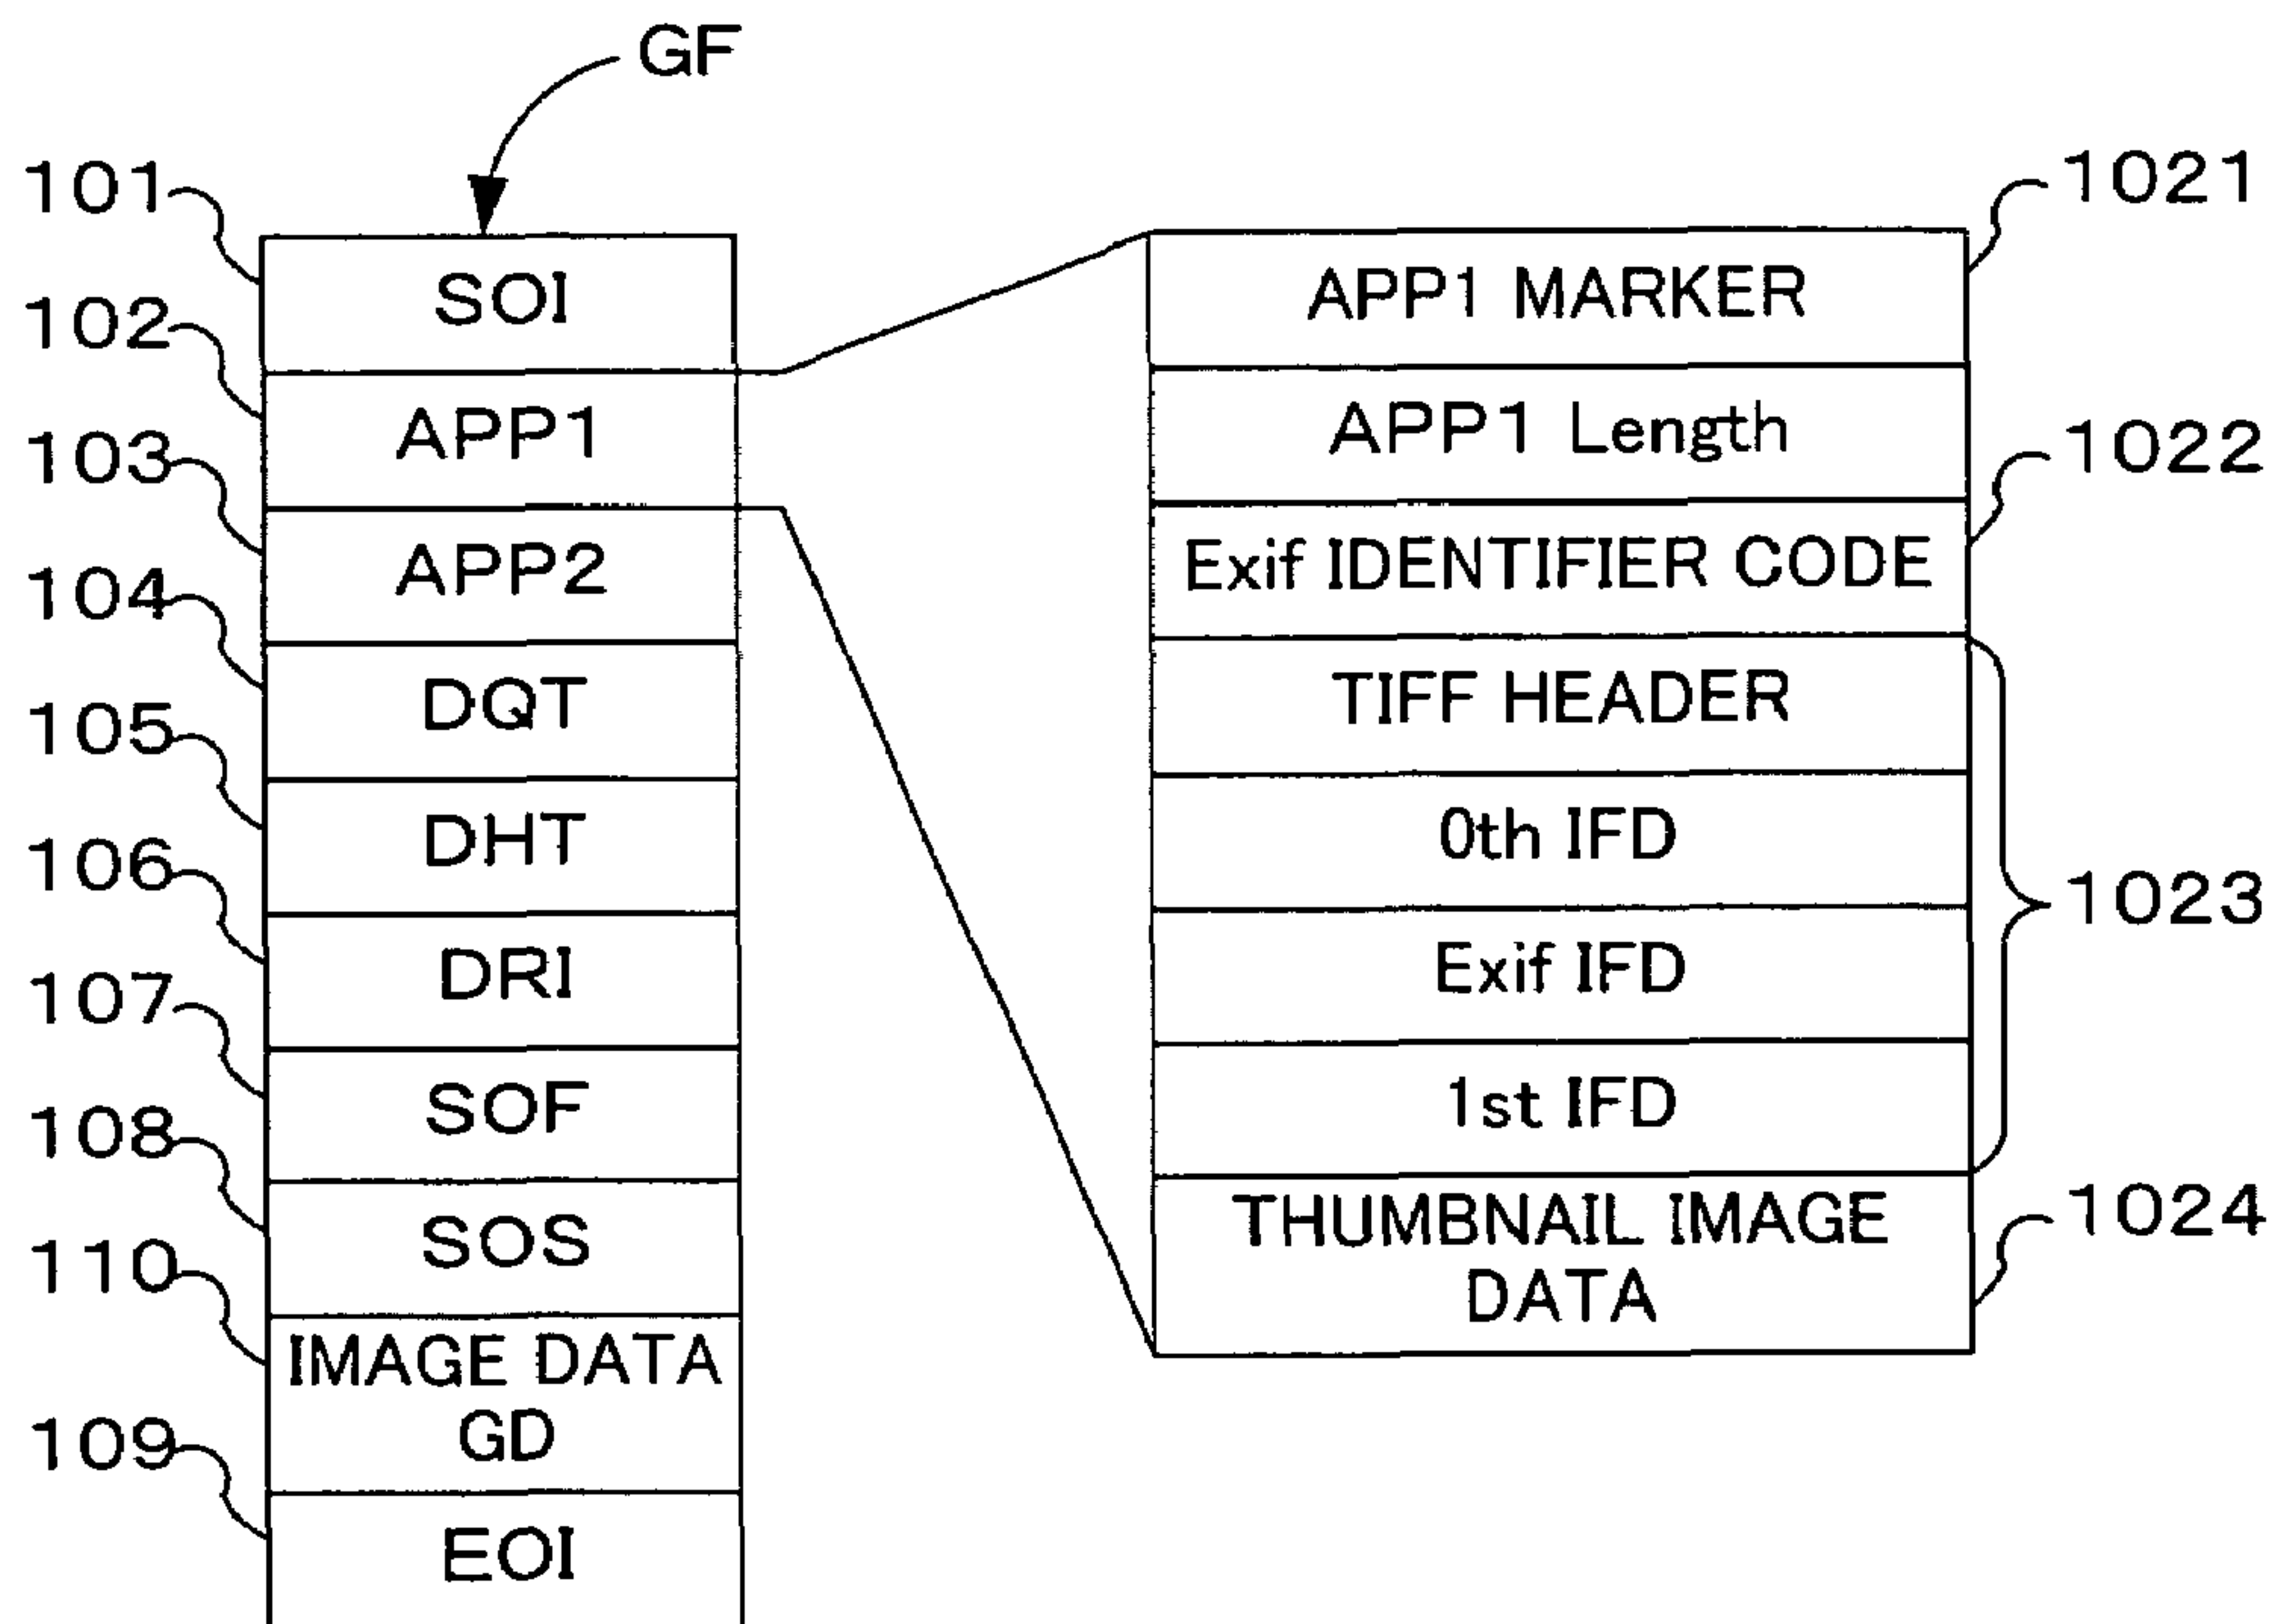 GF
101
SOI
102
APP1
103
APP2
104
DQT
105
DHT
106
DRI
107
SOF
108
SOS
110
IMAGE DATA
GD
109
EOI
1021
APP1 MARKER
APP1 Length
1022
Exif IDENTIFIER CODE
TIFF HEADER
0th IFD
Exif IFD
1st IFD
1023
THUMBNAIL IMAGE
DATA
1024